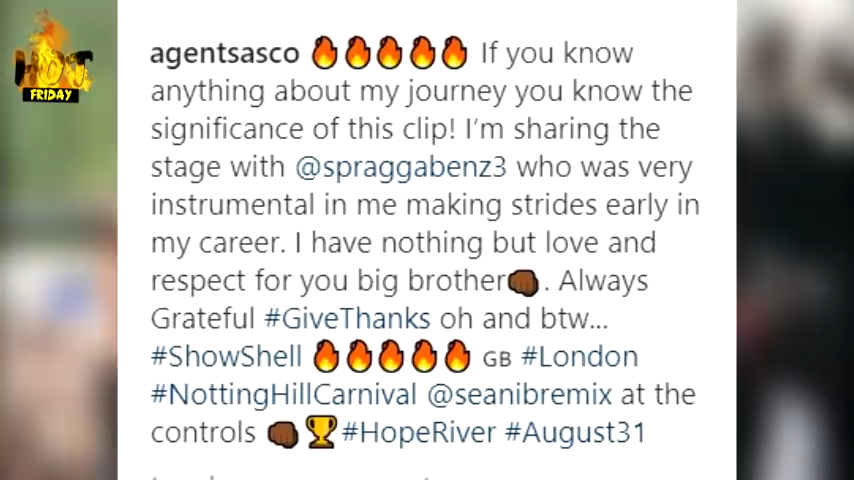 HOT
FRIDAY
agentsasco 🔥🔥🔥🔥🔥 If you know
anything about my journey you know the
significance of this clip! I'm sharing the
stage with @spraggabenz3 who was very
instrumental in me making strides early in
my career. I have nothing but love and
respect for you big brother👊🏾. Always
Grateful #GiveThanks oh and btw...
#ShowShell 🔥🔥🔥🔥🔥 GB #London
#NottingHillCarnival @seanibremix at the
controls 👊🏾🏆#HopeRiver #August31